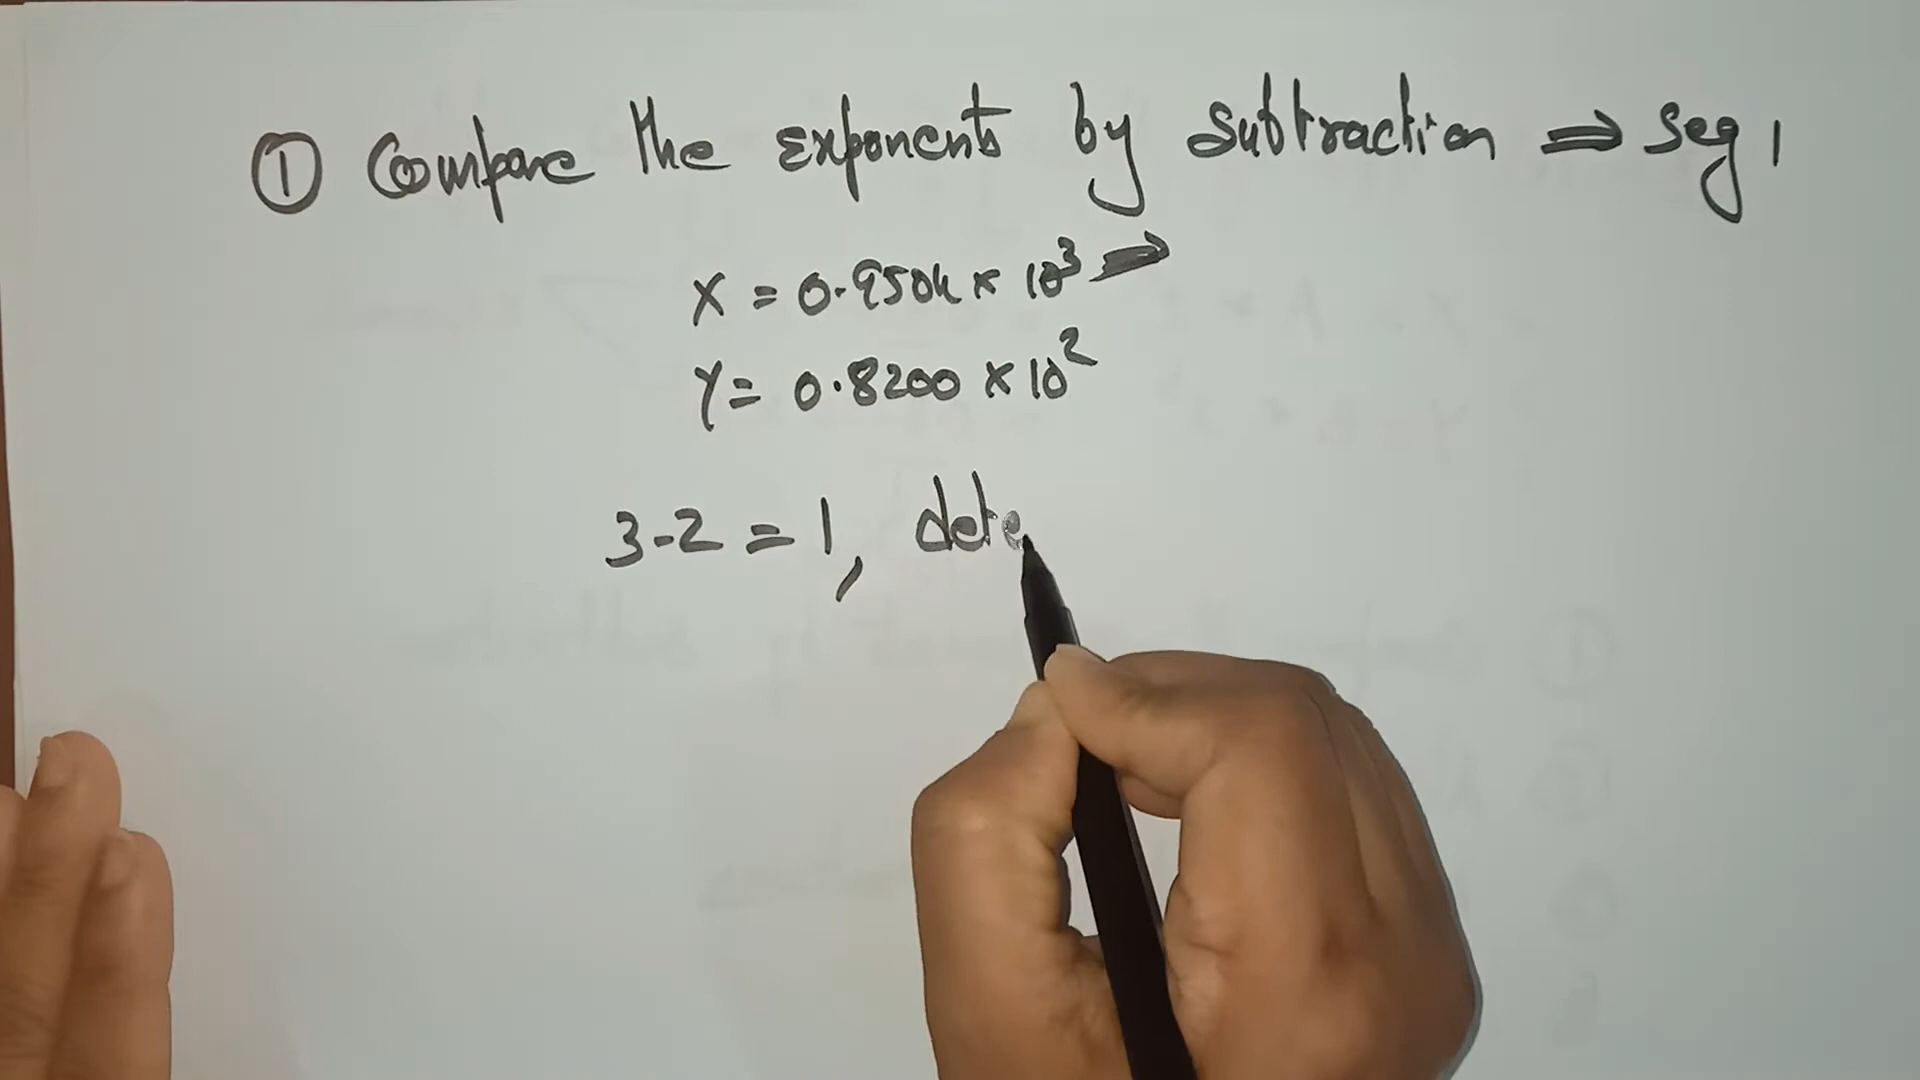 ① Compare the exponents by subtraction ⇒ seg 1
X = 0.9504 × 10³ ⇒
Y = 0.8200 × 10²
3-2 = 1, dete